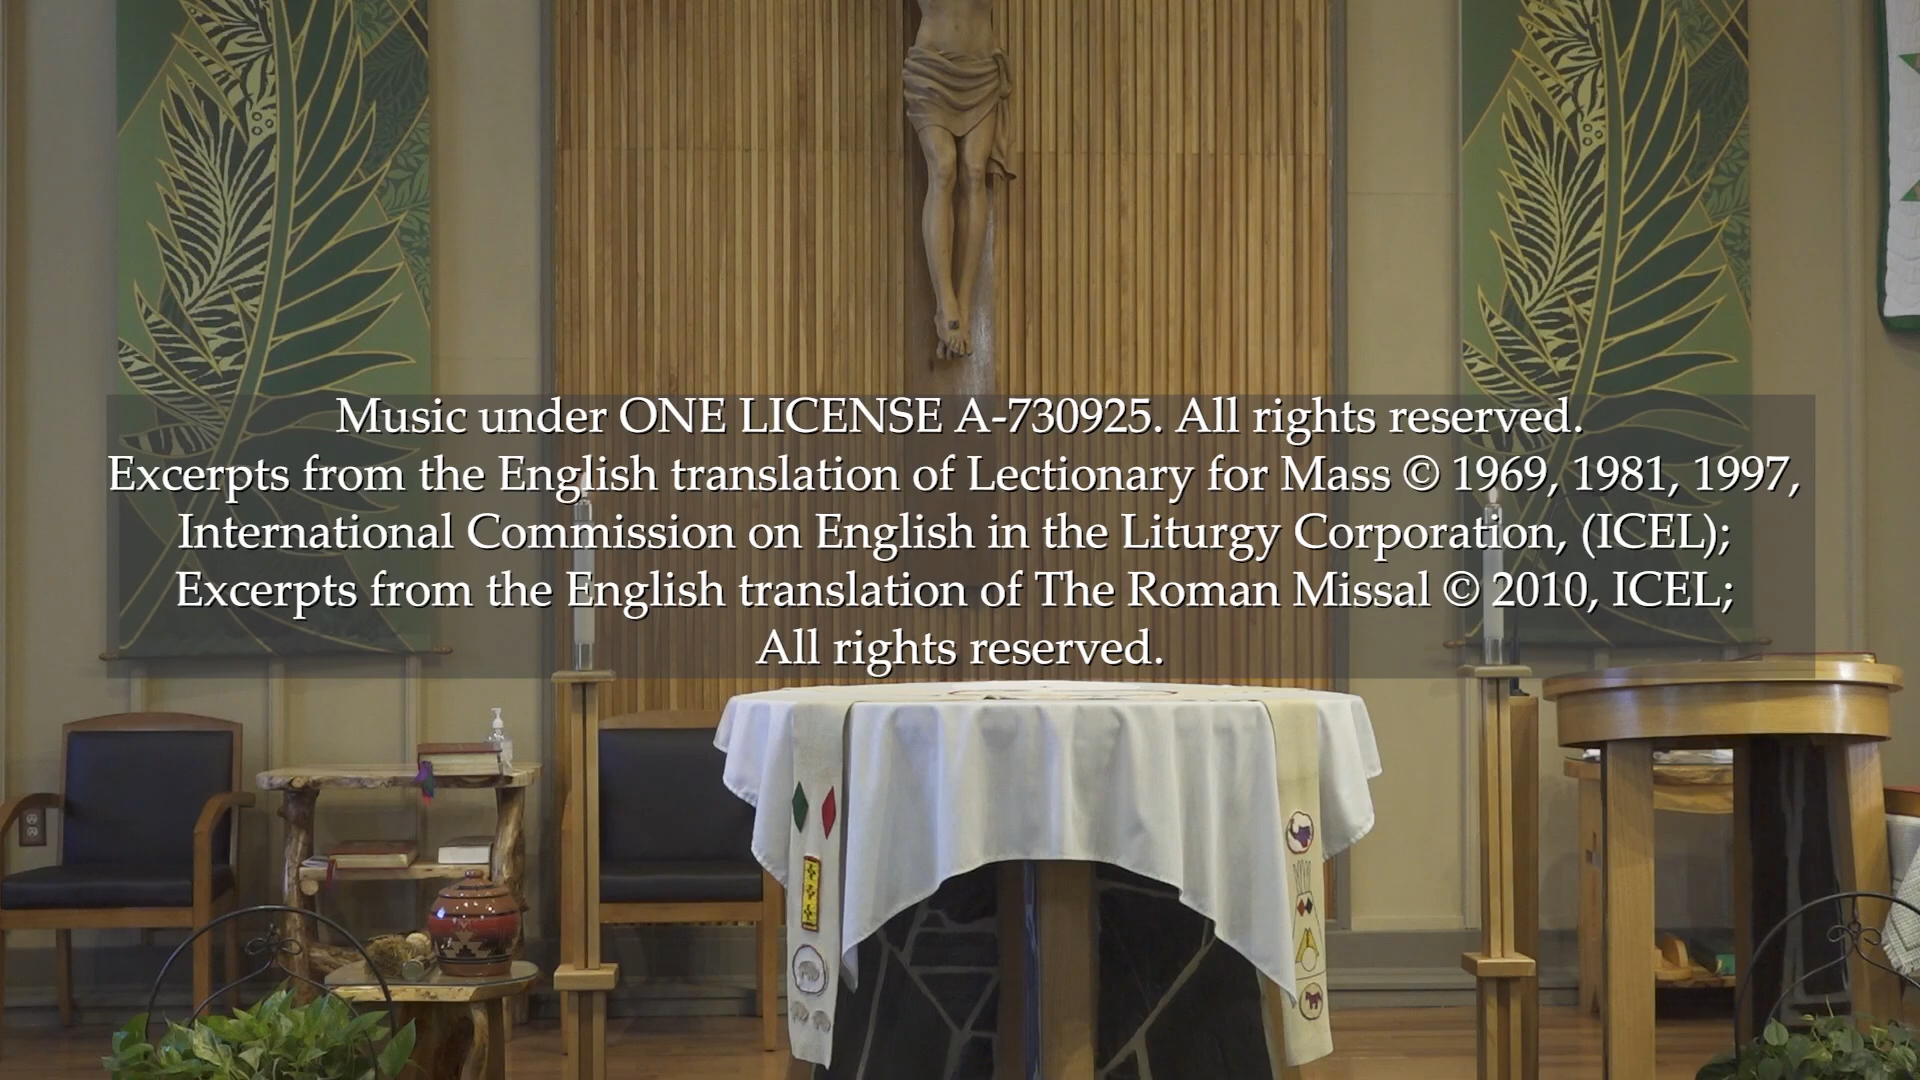 Music under ONE LICENSE A-730925. All rights reserved.
Excerpts from the English translation of Lectionary for Mass © 1969, 1981, 1997,
International Commission on English in the Liturgy Corporation, (ICEL);
Excerpts from the English translation of The Roman Missal © 2010, ICEL;
All rights reserved.